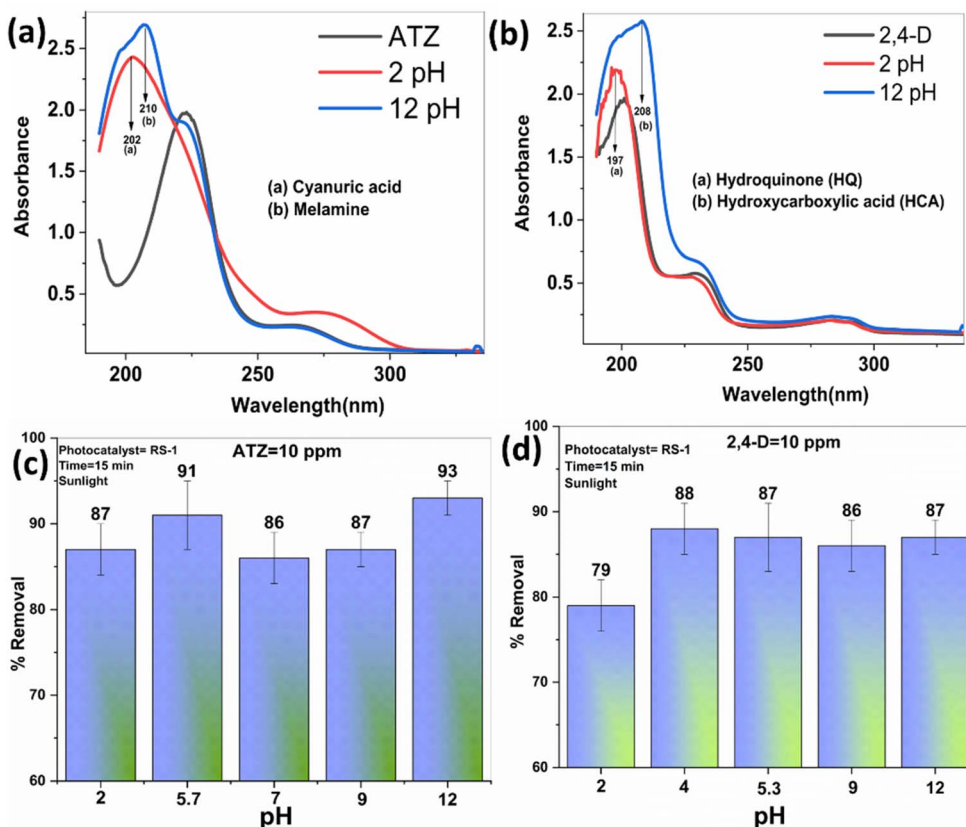 (a)
ATZ
2 pH
12 pH
210
(b)
202
(a)
(a) Cyanuric acid
(b) Melamine
Absorbance
2.5
2.0
1.5
1.0
0.5
200
250
300
Wavelength(nm)
(b)
2,4-D
2 pH
12 pH
208
(b)
197
(a)
(a) Hydroquinone (HQ)
(b) Hydroxycarboxylic acid (HCA)
Absorbance
2.5
2.0
1.5
1.0
0.5
200
250
300
Wavelength(nm)
(c)
Photocatalyst= RS-1
Time=15 min
Sunlight
ATZ=10 ppm
87
91
86
87
93
% Removal
100
90
80
70
60
2
5.7
7
9
12
pH
(d)
Photocatalyst= RS-1
Time=15 min
Sunlight
2,4-D=10 ppm
79
88
87
86
87
% Removal
100
90
80
70
60
2
4
5.3
9
12
pH